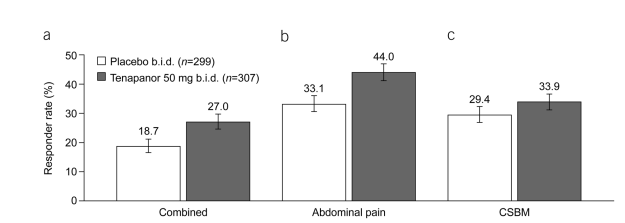 a
b
c
Placebo b.i.d. (n=299)
Tenapanor 50 mg b.i.d. (n=307)
Responder rate (%)
50
40
30
20
10
0
18.7
27.0
33.1
44.0
29.4
33.9
Combined
Abdominal pain
CSBM